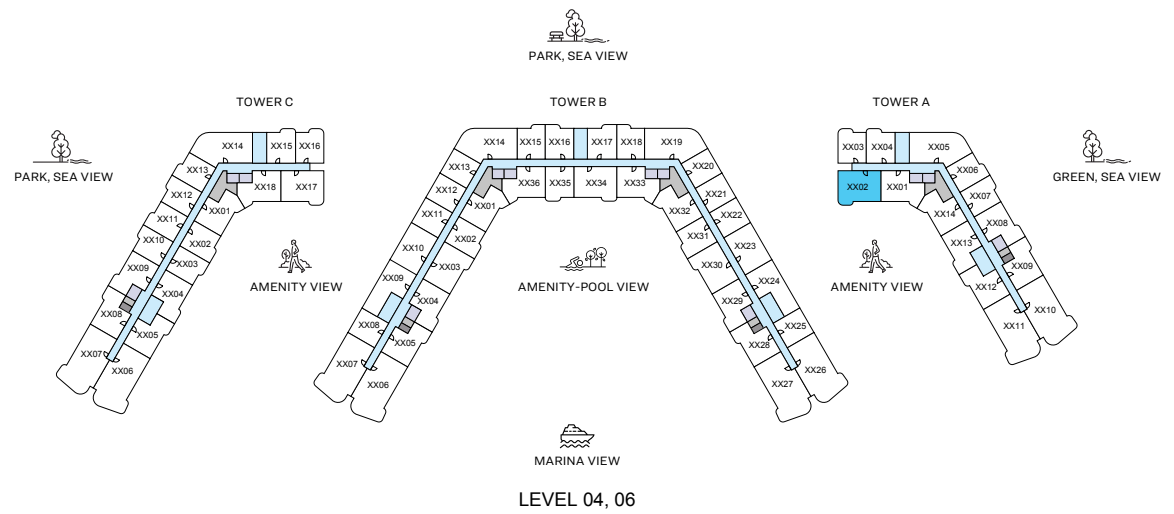 PARK, SEA VIEW
TOWER C
TOWER B
TOWER A
PARK, SEA VIEW
GREEN, SEA VIEW
XX14
XX15
XX16
XX13
XX18
XX17
XX12
XX01
XX11
XX02
XX10
XX03
XX09
XX04
XX08
XX05
XX07
XX06
XX14
XX15
XX16
XX17
XX18
XX19
XX13
XX20
XX36
XX35
XX34
XX33
XX12
XX21
XX01
XX32
XX11
XX22
XX02
XX31
XX10
XX23
XX03
XX30
XX09
XX24
XX04
XX29
XX08
XX25
XX05
XX28
XX07
XX26
XX06
XX27
XX03
XX04
XX05
XX06
XX02
XX01
XX07
XX14
XX08
XX13
XX09
XX12
XX10
XX11
AMENITY VIEW
AMENITY-POOL VIEW
AMENITY VIEW
MARINA VIEW
LEVEL 04, 06